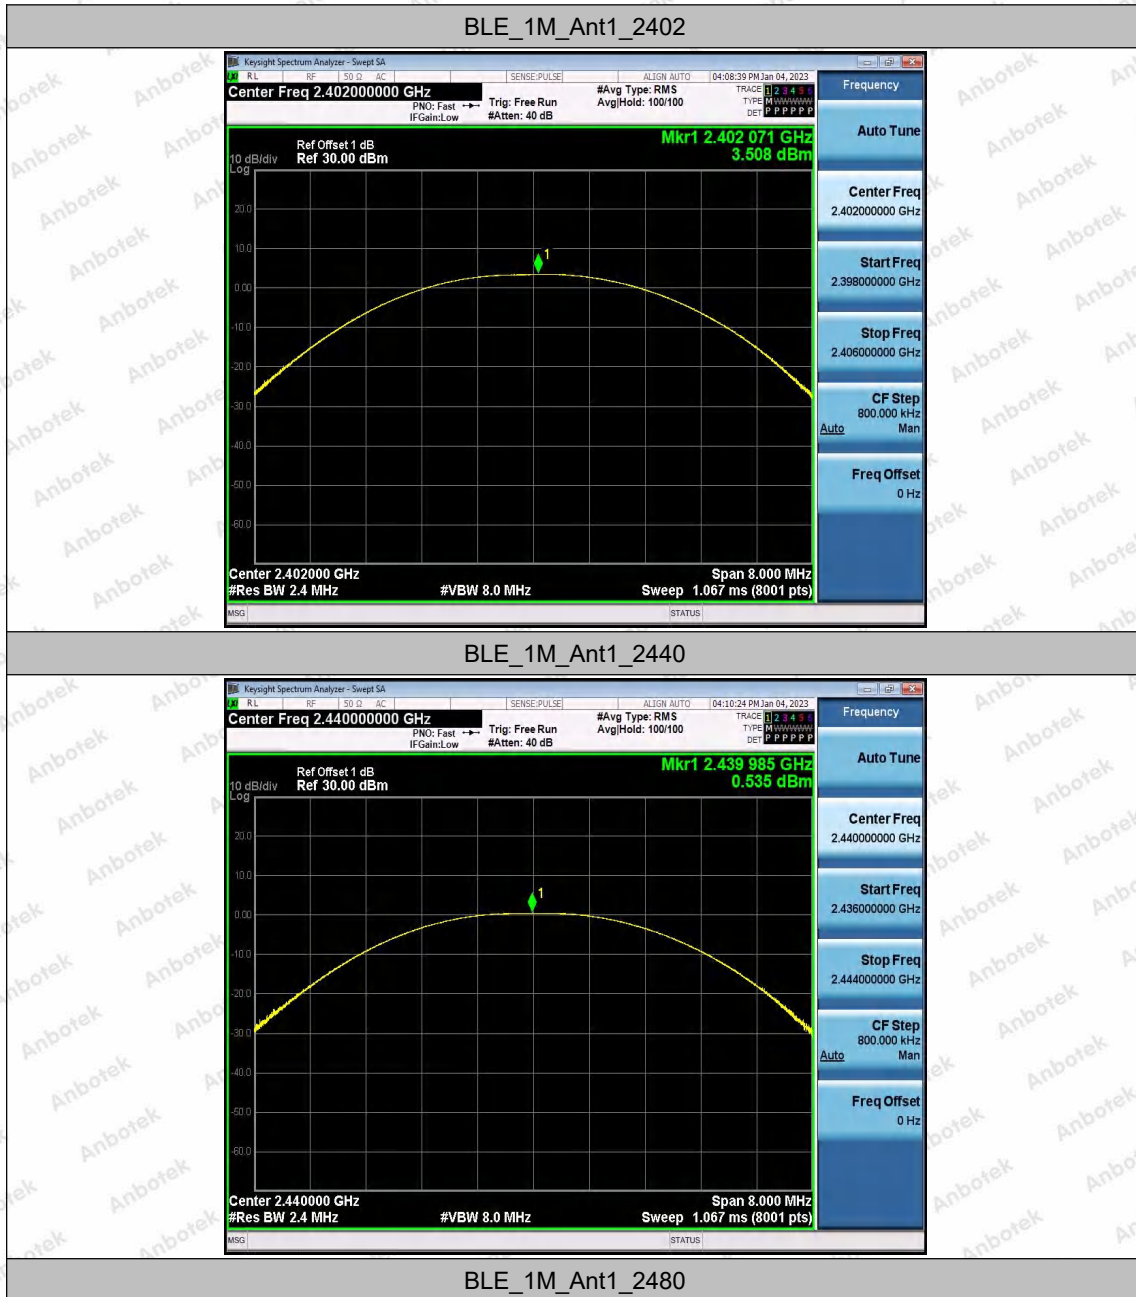 BLE_1M_Ant1_2402
Keysight Spectrum Analyzer - Swept SA
RL RF 50 Ω AC SENSE:PULSE ALIGN AUTO 04:08:39 PM Jan 04, 2023
Center Freq 2.402000000 GHz
PNO: Fast
IFGain:Low
Trig: Free Run
#Atten: 40 dB
#Avg Type: RMS
Avg|Hold: 100/100
TRACE 1 2 3 4 5 6
TYPE M WWWWW
DET P P P P P P
Frequency
Ref Offset 1 dB
10 dB/div Ref 30.00 dBm
Log
Mkr1 2.402 071 GHz
3.508 dBm
20.0
10.0
0.00
-10.0
-20.0
-30.0
-40.0
-50.0
-60.0
1
Auto Tune
Center Freq
2.402000000 GHz
Start Freq
2.398000000 GHz
Stop Freq
2.406000000 GHz
CF Step
800.000 kHz
Auto Man
Freq Offset
0 Hz
Center 2.402000 GHz Span 8.000 MHz
#Res BW 2.4 MHz #VBW 8.0 MHz Sweep 1.067 ms (8001 pts)
MSG STATUS
BLE_1M_Ant1_2440
Keysight Spectrum Analyzer - Swept SA
RL RF 50 Ω AC SENSE:PULSE ALIGN AUTO 04:10:24 PM Jan 04, 2023
Center Freq 2.440000000 GHz
PNO: Fast
IFGain:Low
Trig: Free Run
#Atten: 40 dB
#Avg Type: RMS
Avg|Hold: 100/100
TRACE 1 2 3 4 5 6
TYPE M WWWWW
DET P P P P P P
Frequency
Ref Offset 1 dB
10 dB/div Ref 30.00 dBm
Log
Mkr1 2.439 985 GHz
0.535 dBm
20.0
10.0
0.00
-10.0
-20.0
-30.0
-40.0
-50.0
-60.0
1
Auto Tune
Center Freq
2.440000000 GHz
Start Freq
2.436000000 GHz
Stop Freq
2.444000000 GHz
CF Step
800.000 kHz
Auto Man
Freq Offset
0 Hz
Center 2.440000 GHz Span 8.000 MHz
#Res BW 2.4 MHz #VBW 8.0 MHz Sweep 1.067 ms (8001 pts)
MSG STATUS
BLE_1M_Ant1_2480
Anbotek